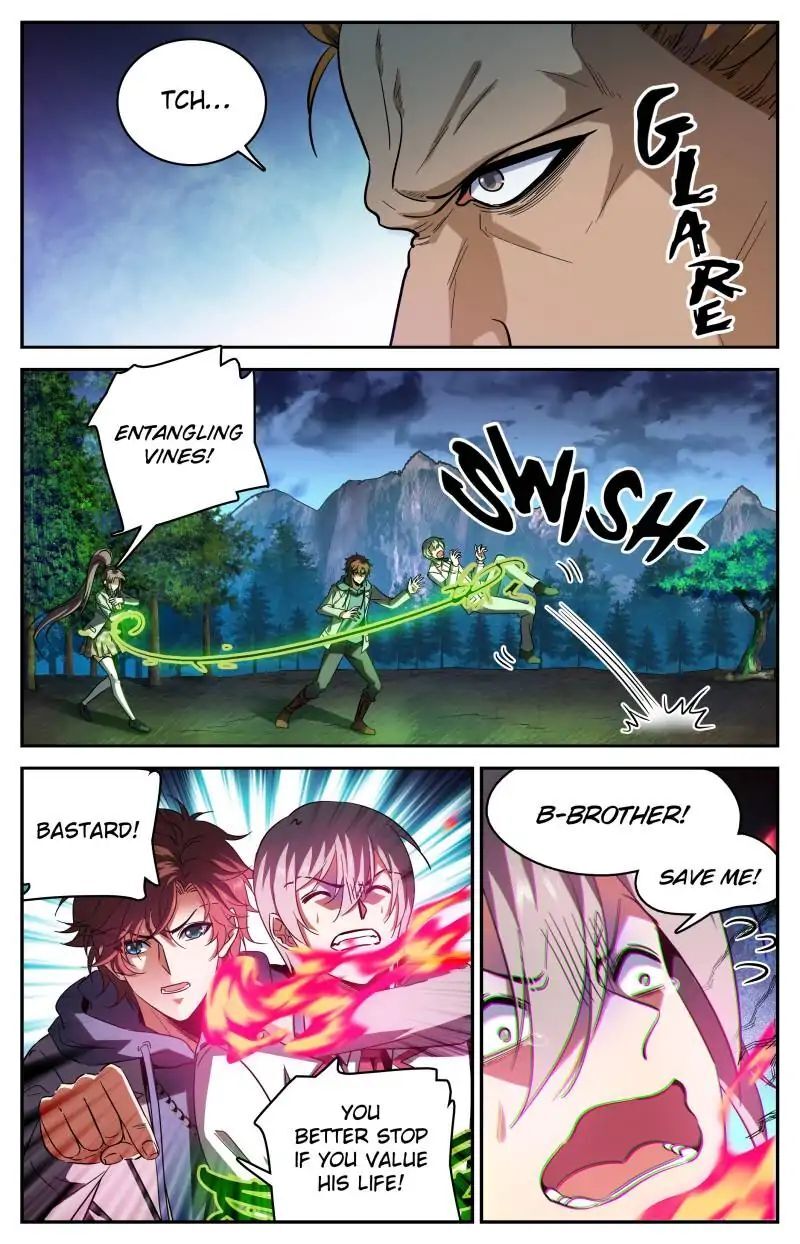 TCH...
GLARE
ENTANGLING
VINES!
SWISH-
BASTARD!
YOU
BETTER STOP
IF YOU VALUE
HIS LIFE!
B-BROTHER!
SAVE ME!